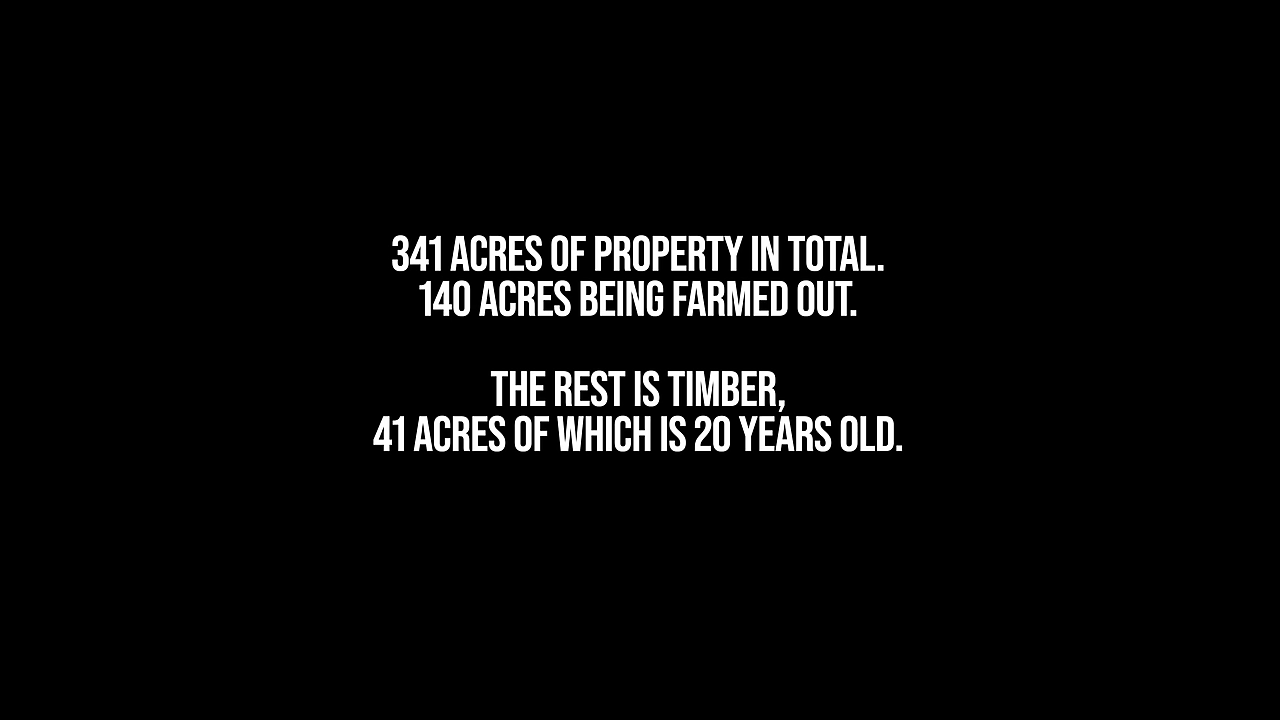 341 ACRES OF PROPERTY IN TOTAL.
140 ACRES BEING FARMED OUT.
THE REST IS TIMBER,
41 ACRES OF WHICH IS 20 YEARS OLD.